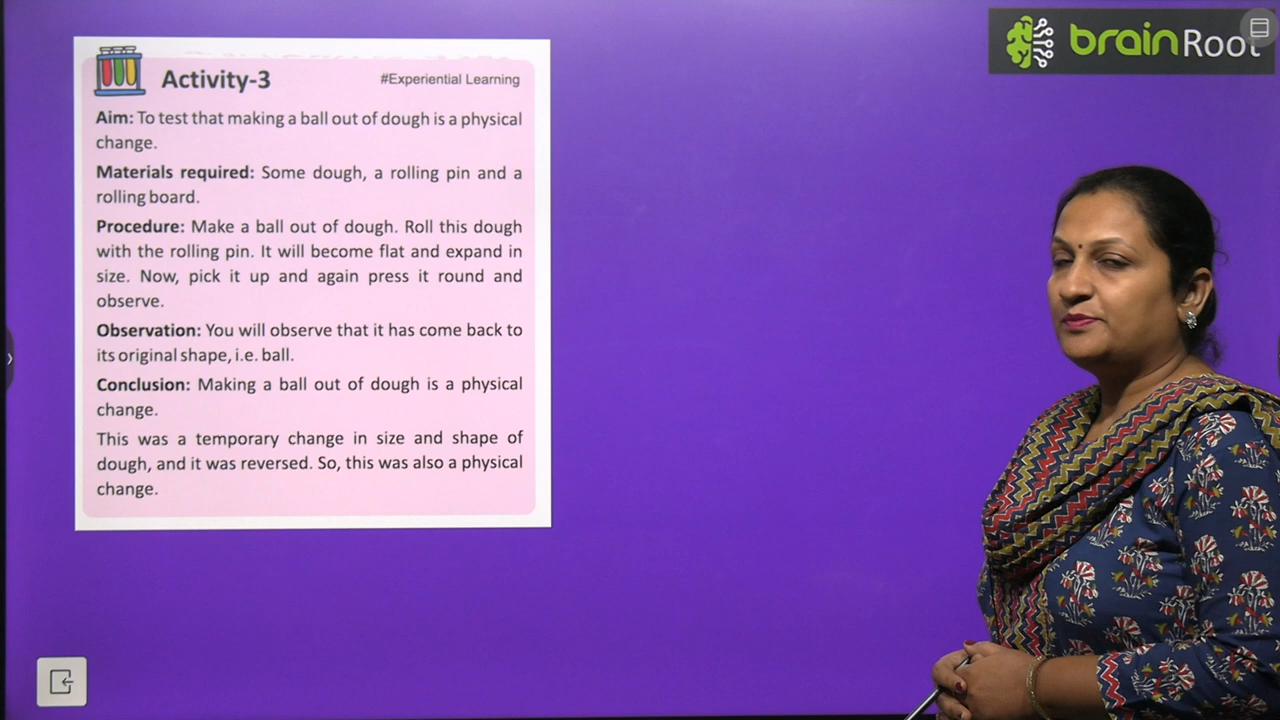 brainRoot
Activity-3
#Experiential Learning
Aim: To test that making a ball out of dough is a physical
change.
Materials required: Some dough, a rolling pin and a
rolling board.
Procedure: Make a ball out of dough. Roll this dough
with the rolling pin. It will become flat and expand in
size. Now, pick it up and again press it round and
observe.
Observation: You will observe that it has come back to
its original shape, i.e. ball.
Conclusion: Making a ball out of dough is a physical
change.
This was a temporary change in size and shape of
dough, and it was reversed. So, this was also a physical
change.